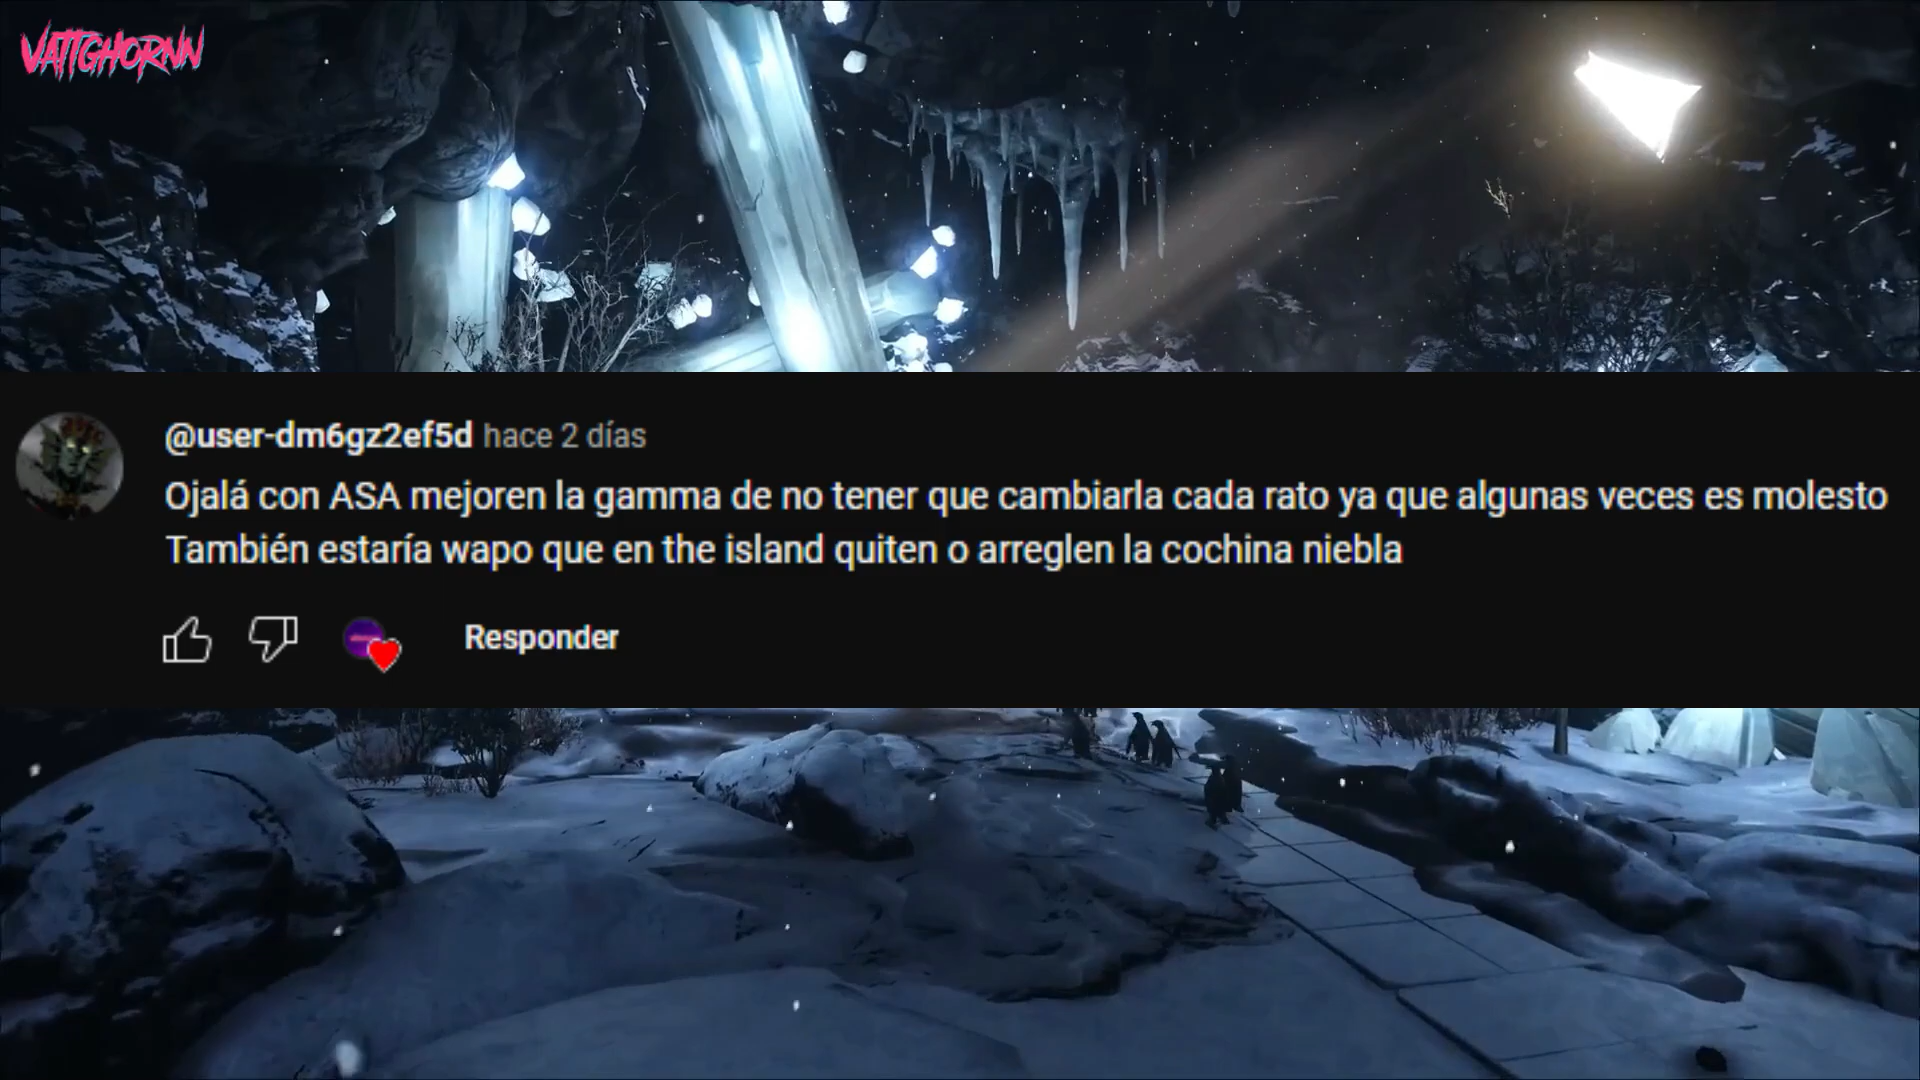 VATTGHORNN
@user-dm6gz2ef5d hace 2 días
Ojalá con ASA mejoren la gamma de no tener que cambiarla cada rato ya que algunas veces es molesto
También estaría wapo que en the island quiten o arreglen la cochina niebla
Responder